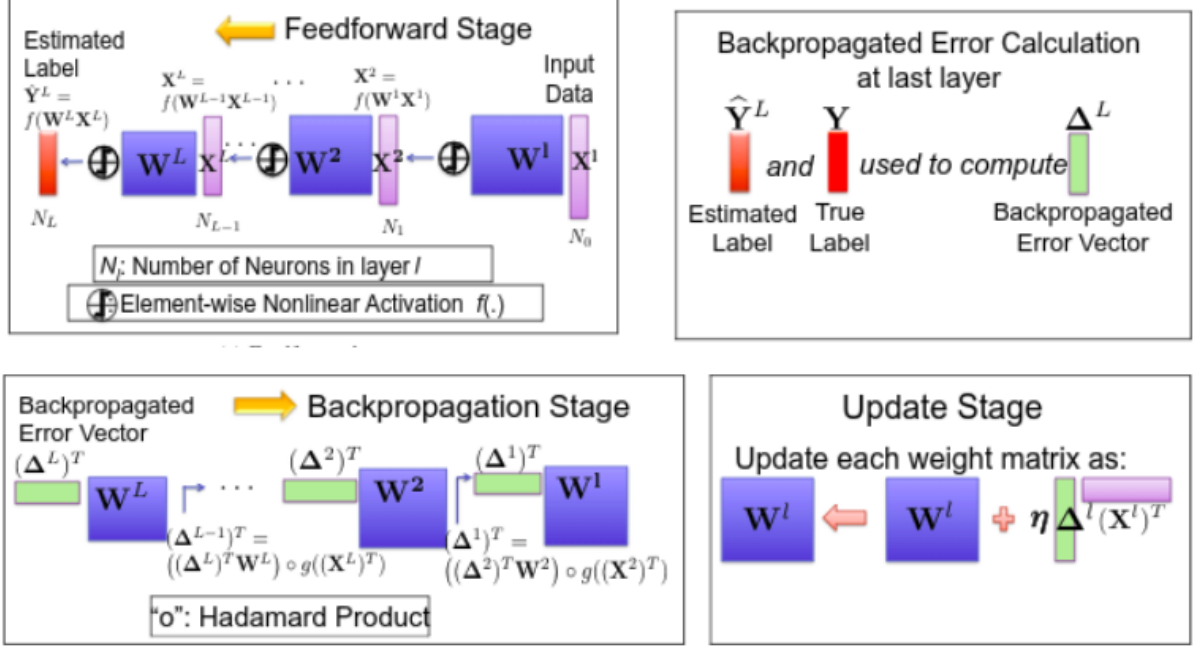 Feedforward Stage
Estimated
Label
Ŷ^L =
f(W^L X^L)
X^L =
f(W^{L-1}X^{L-1})
. . .
X^2 =
f(W^1X^1)
Input
Data
W^L
X^L
...
W^2
X^2
W^1
X^1
N_L
N_{L-1}
N_1
N_0
N_l: Number of Neurons in layer l
Element-wise Nonlinear Activation f(.)
Backpropagated Error Calculation
at last layer
Ŷ^L
Y
Δ^L
and
used to compute
Estimated
Label
True
Label
Backpropagated
Error Vector
Backpropagation Stage
Backpropagated
Error Vector
(Δ^L)^T
W^L
. . .
(Δ^2)^T
W^2
(Δ^1)^T
W^1
(Δ^{L-1})^T =
((Δ^L)^T W^L) ∘ g((X^L)^T)
(Δ^1)^T =
((Δ^2)^T W^2) ∘ g((X^2)^T)
"o": Hadamard Product
Update Stage
Update each weight matrix as:
W^l
W^l
+
η Δ^l (X^l)^T